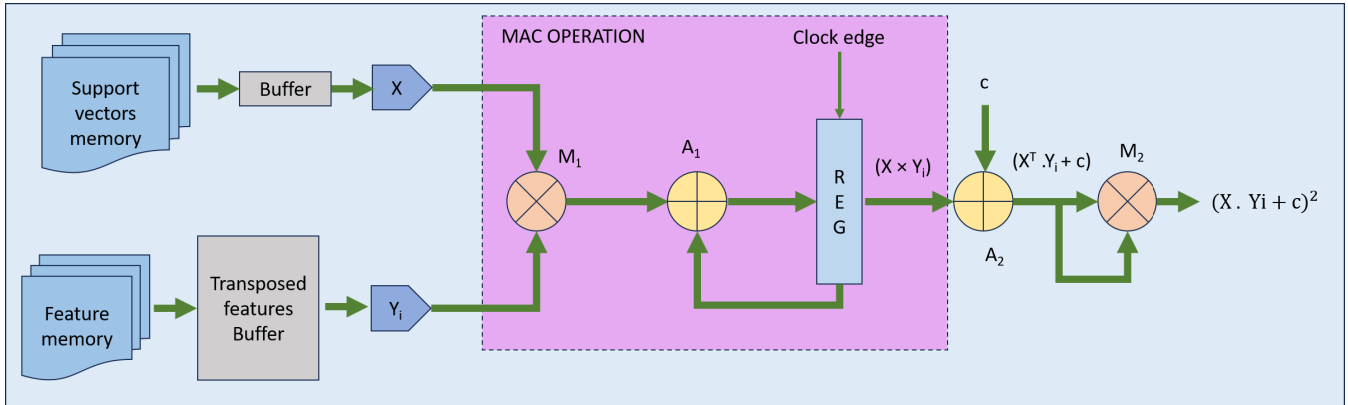 MAC OPERATION
Clock edge
Support
vectors
memory
Buffer
X
M₁
A₁
R
E
G
(X × Yᵢ)
c
(Xᵀ .Yᵢ + c)
A₂
M₂
(X . Yi + c)²
Feature
memory
Transposed
features
Buffer
Yᵢ